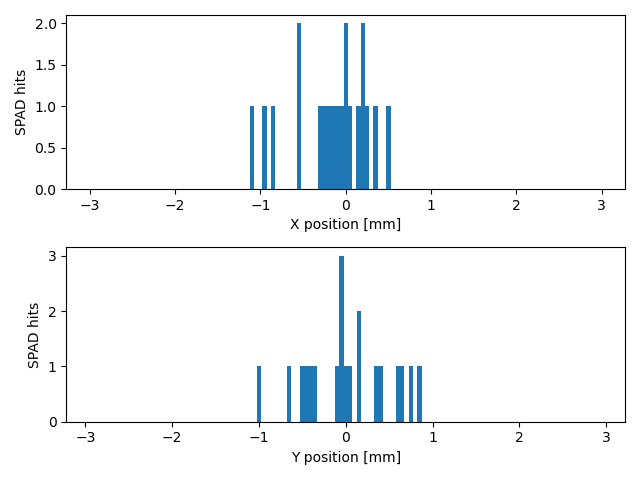 2.0
1.5
1.0
0.5
0.0
SPAD hits
−3 −2 −1 0 1 2 3
X position [mm]
3
2
1
0
SPAD hits
−3 −2 −1 0 1 2 3
Y position [mm]